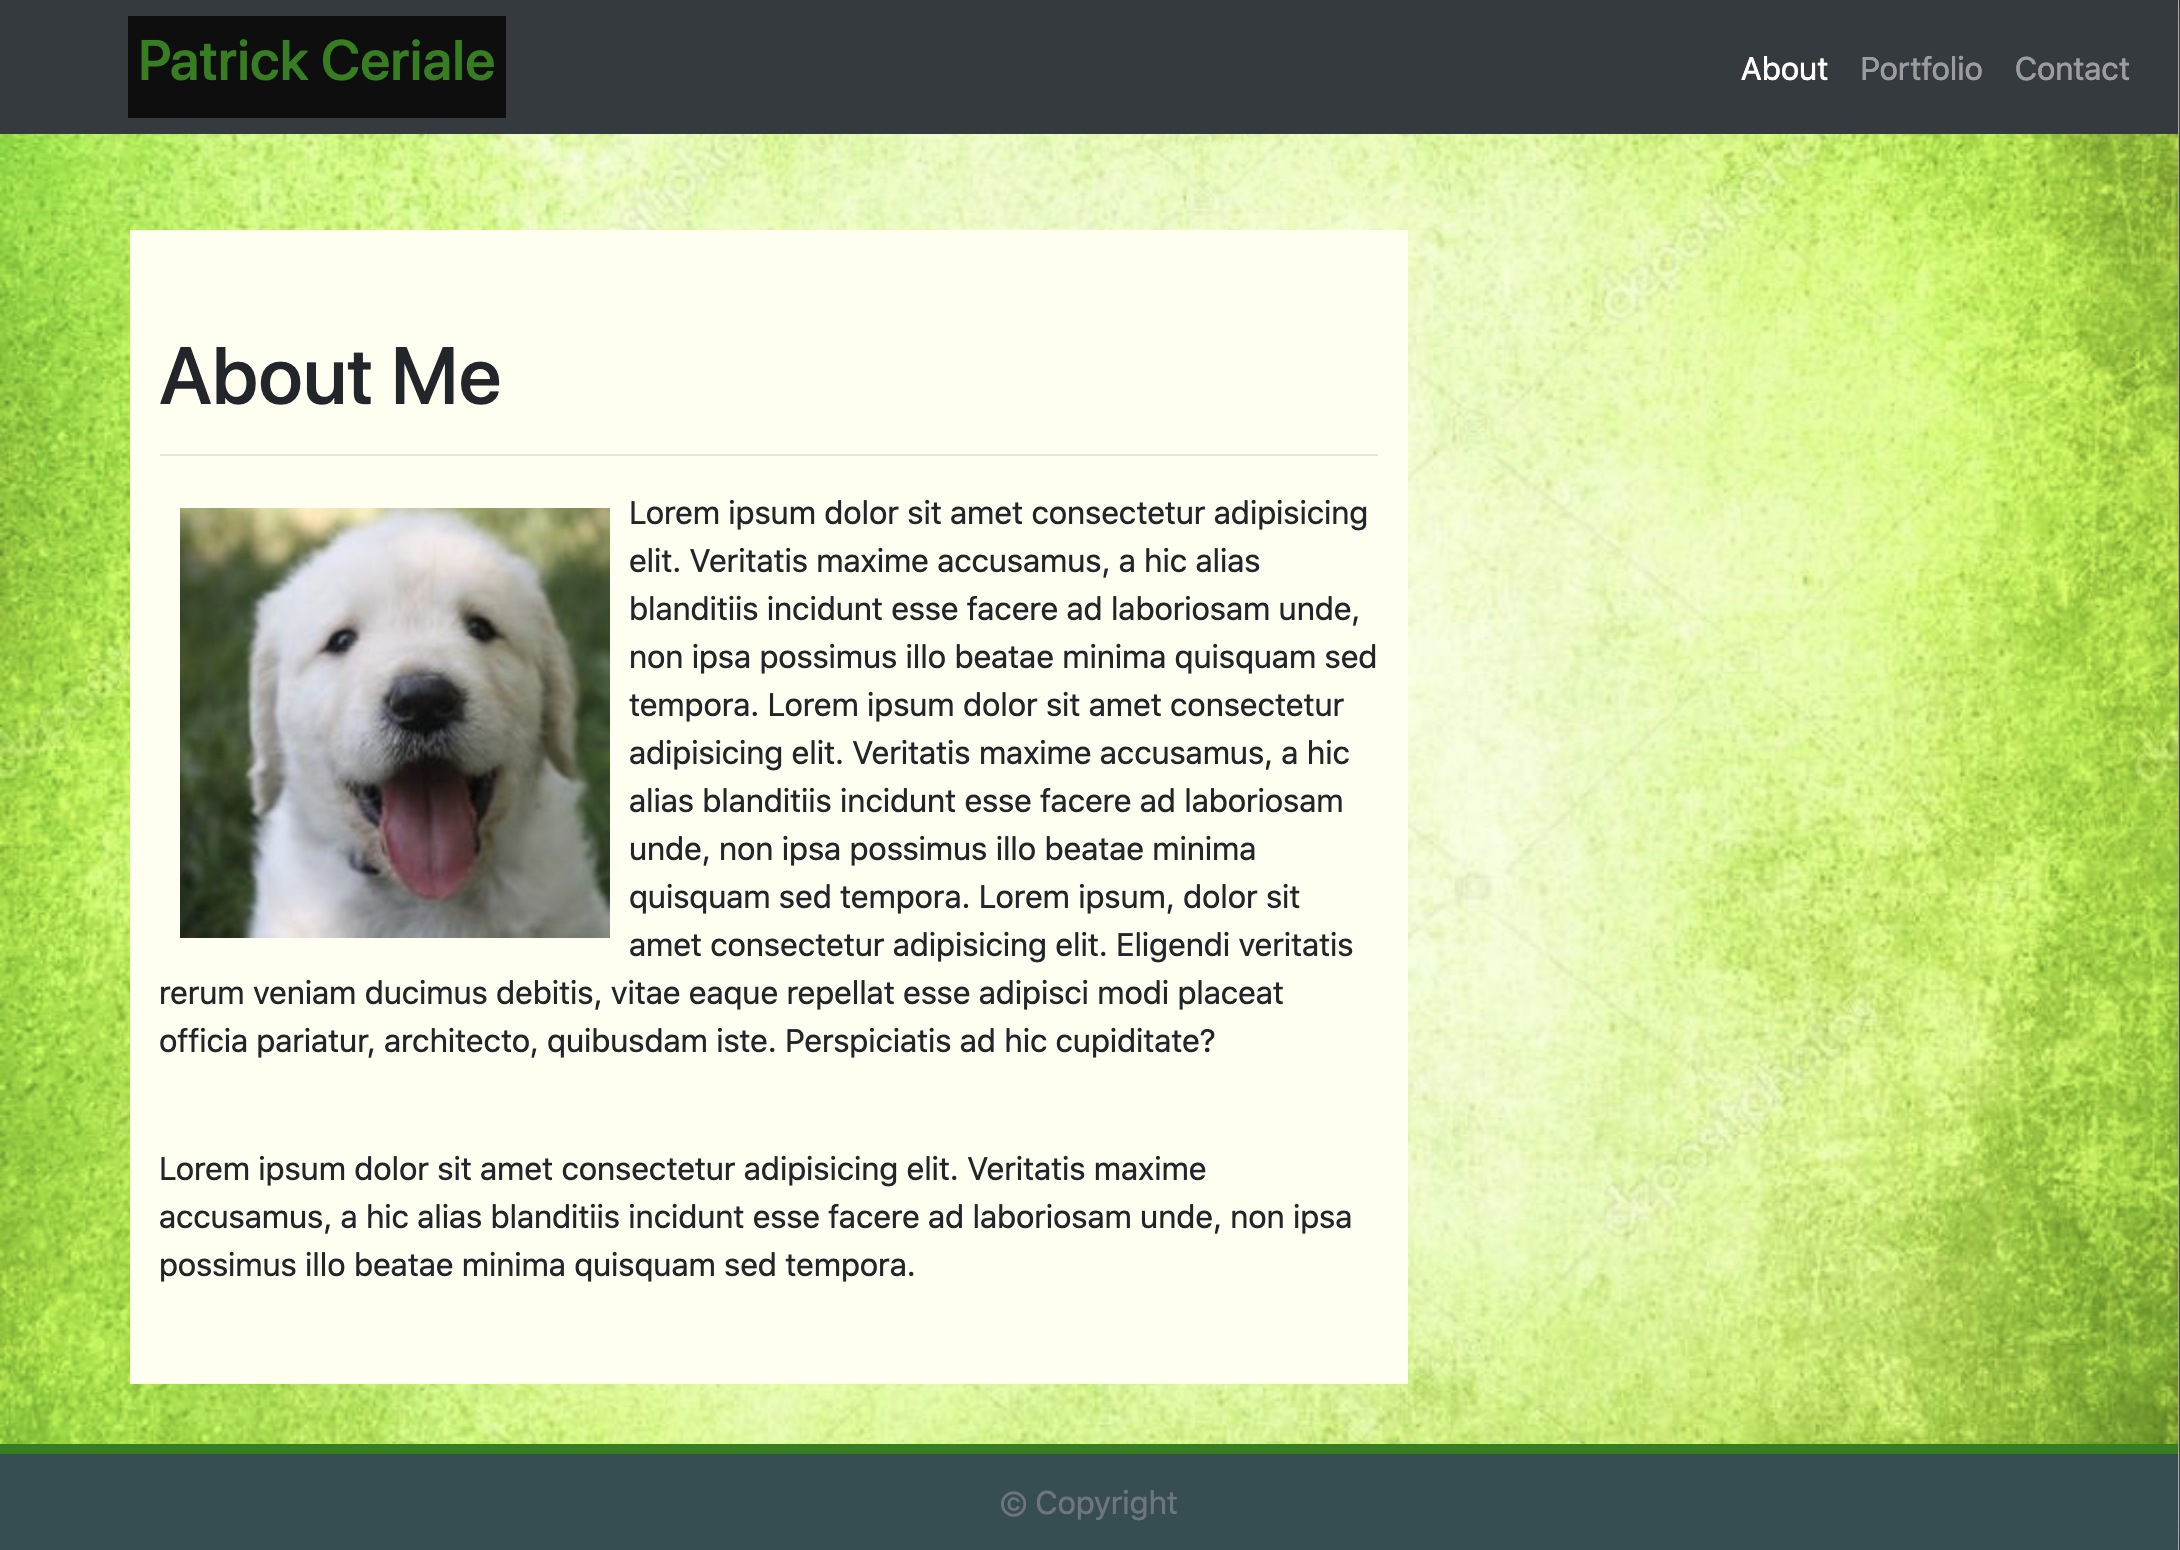 Patrick Ceriale
About Portfolio Contact
About Me
Lorem ipsum dolor sit amet consectetur adipisicing
elit. Veritatis maxime accusamus, a hic alias
blanditiis incidunt esse facere ad laboriosam unde,
non ipsa possimus illo beatae minima quisquam sed
tempora. Lorem ipsum dolor sit amet consectetur
adipisicing elit. Veritatis maxime accusamus, a hic
alias blanditiis incidunt esse facere ad laboriosam
unde, non ipsa possimus illo beatae minima
quisquam sed tempora. Lorem ipsum, dolor sit
amet consectetur adipisicing elit. Eligendi veritatis
rerum veniam ducimus debitis, vitae eaque repellat esse adipisci modi placeat
officia pariatur, architecto, quibusdam iste. Perspiciatis ad hic cupiditate?
Lorem ipsum dolor sit amet consectetur adipisicing elit. Veritatis maxime
accusamus, a hic alias blanditiis incidunt esse facere ad laboriosam unde, non ipsa
possimus illo beatae minima quisquam sed tempora.
© Copyright